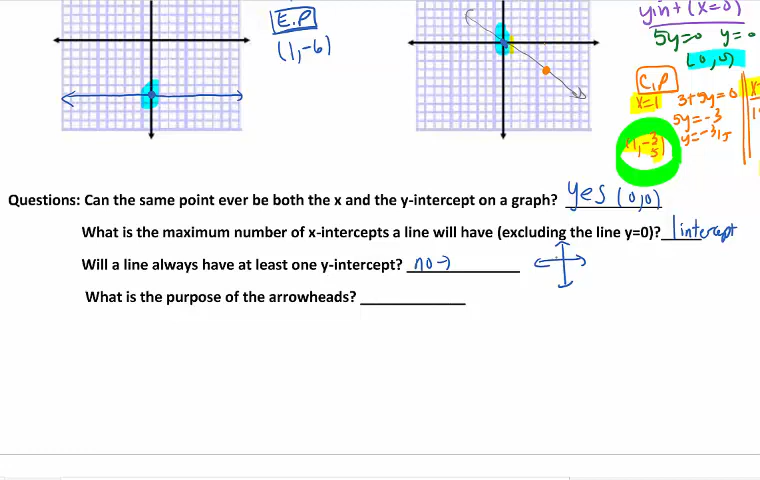 E.P
(1,-6)
yint (x=0)
5y=0 y=0
(0,0)
C.P
x=1 3+5y=0
5y=-3
y=-3/5
(1,-3/5)
Questions: Can the same point ever be both the x and the y-intercept on a graph? yes (0,0)
What is the maximum number of x-intercepts a line will have (excluding the line y=0)? 1 intercept
Will a line always have at least one y-intercept? no→
What is the purpose of the arrowheads?